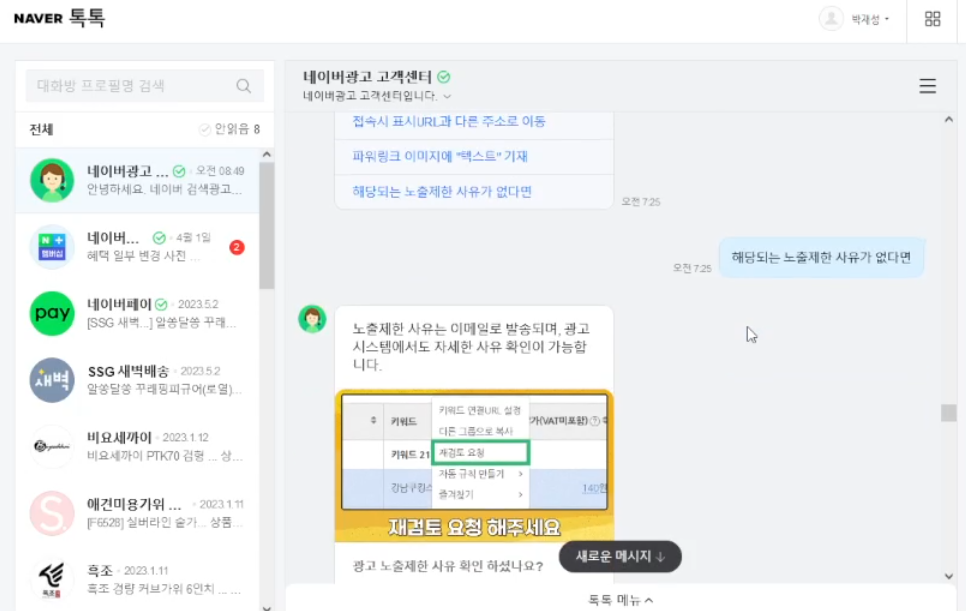 NAVER 톡톡
박재성
대화방 프로필명 검색
전체
안읽음 8
네이버광고 ... 오전 08:49
안녕하세요. 네이버 검색광고...
네이버... 4월 1일
혜택 일부 변경 사전 ...
2
N+
멤버십
네이버페이 2023.5.2
[SSG 새벽...] 알쏭달쏭 꾸레...
pay
SSG 새벽배송 2023.5.2
알쏭달쏭 꾸래핑피규어(로열)...
새벽
비요세까이 2023.1.12
비요세까이 PTK70 검형 ... 상...
애견미용가위 ... 2023.1.11
[F6528] 실버라인 숱가... 상품...
S.
흑조 2023.1.11
흑조 경량 커브가위 6인치 ... ...
흑조
네이버광고 고객센터
네이버광고 고객센터입니다.
접속시 표시URL과 다른 주소로 이동
파워링크 이미지에 "텍스트" 기재
해당되는 노출제한 사유가 없다면
오전 7:25
해당되는 노출제한 사유가 없다면
오전 7:25
노출제한 사유는 이메일로 발송되며, 광고
시스템에서도 자세한 사유 확인이 가능합
니다.
키워드
키워드 연결URL 설정
가(VAT미포함)
다른 그룹으로 복사
키워드 21
재검토 요청
자동 규칙 만들기
강남구킹스
140원
즐겨찾기
재검토 요청 해주세요
광고 노출제한 사유 확인 하셨나요?
새로운 메시지 ↓
톡톡 메뉴